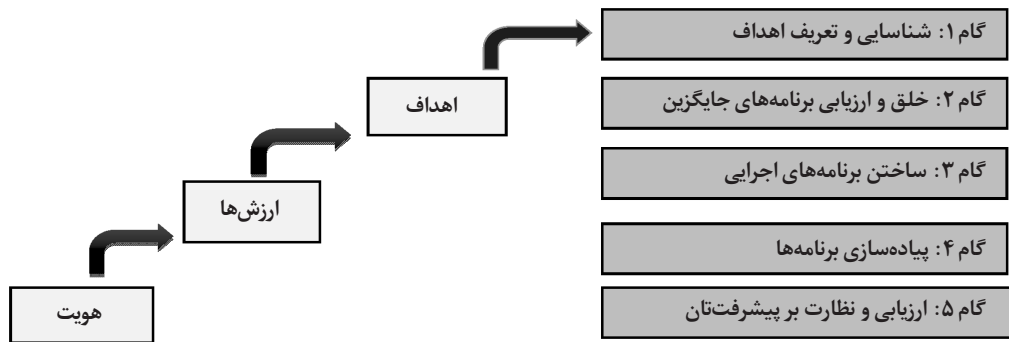 گام ۱: شناسایی و تعریف اهداف
گام ۲: خلق و ارزیابی برنامه‌های جایگزین
گام ۳: ساختن برنامه‌های اجرایی
گام ۴: پیاده‌سازی برنامه‌ها
گام ۵: ارزیابی و نظارت بر پیشرفت‌تان
اهداف
ارزش‌ها
هویت